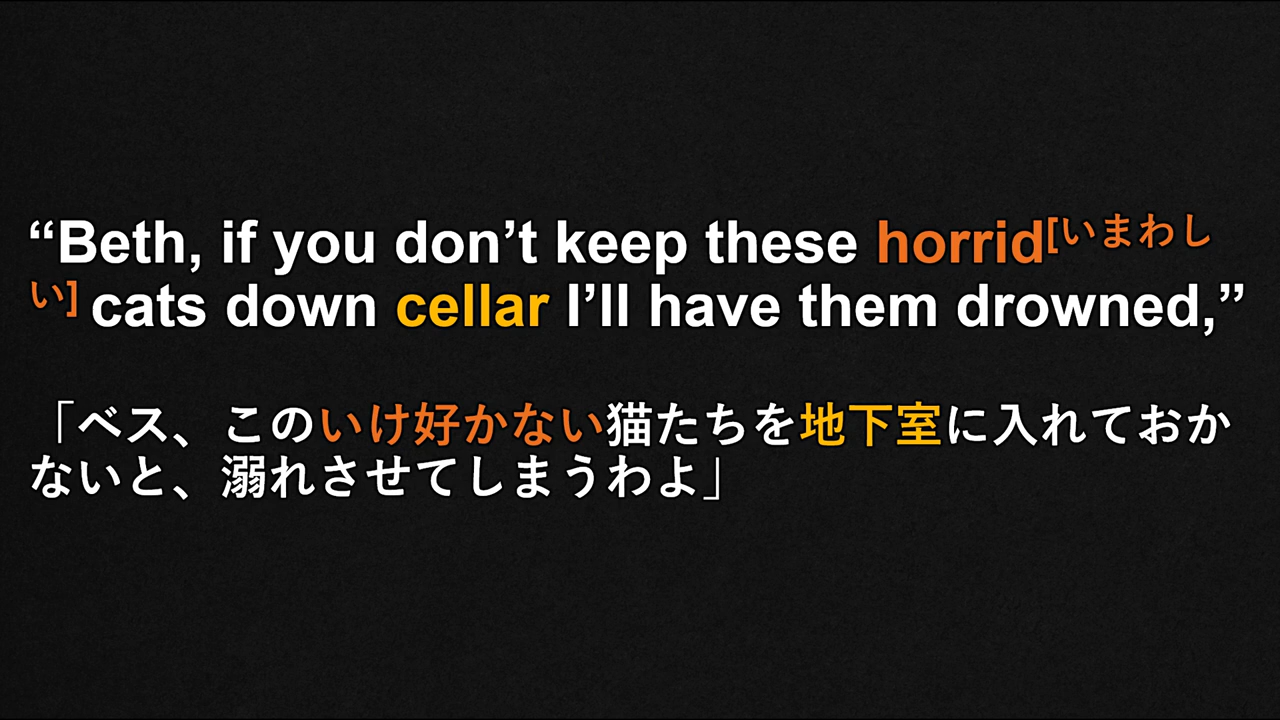 “Beth, if you don’t keep these horrid[いまわし
い] cats down cellar I’ll have them drowned,”
「ベス、このいけ好かない猫たちを地下室に入れておか
ないと、溺れさせてしまうわよ」